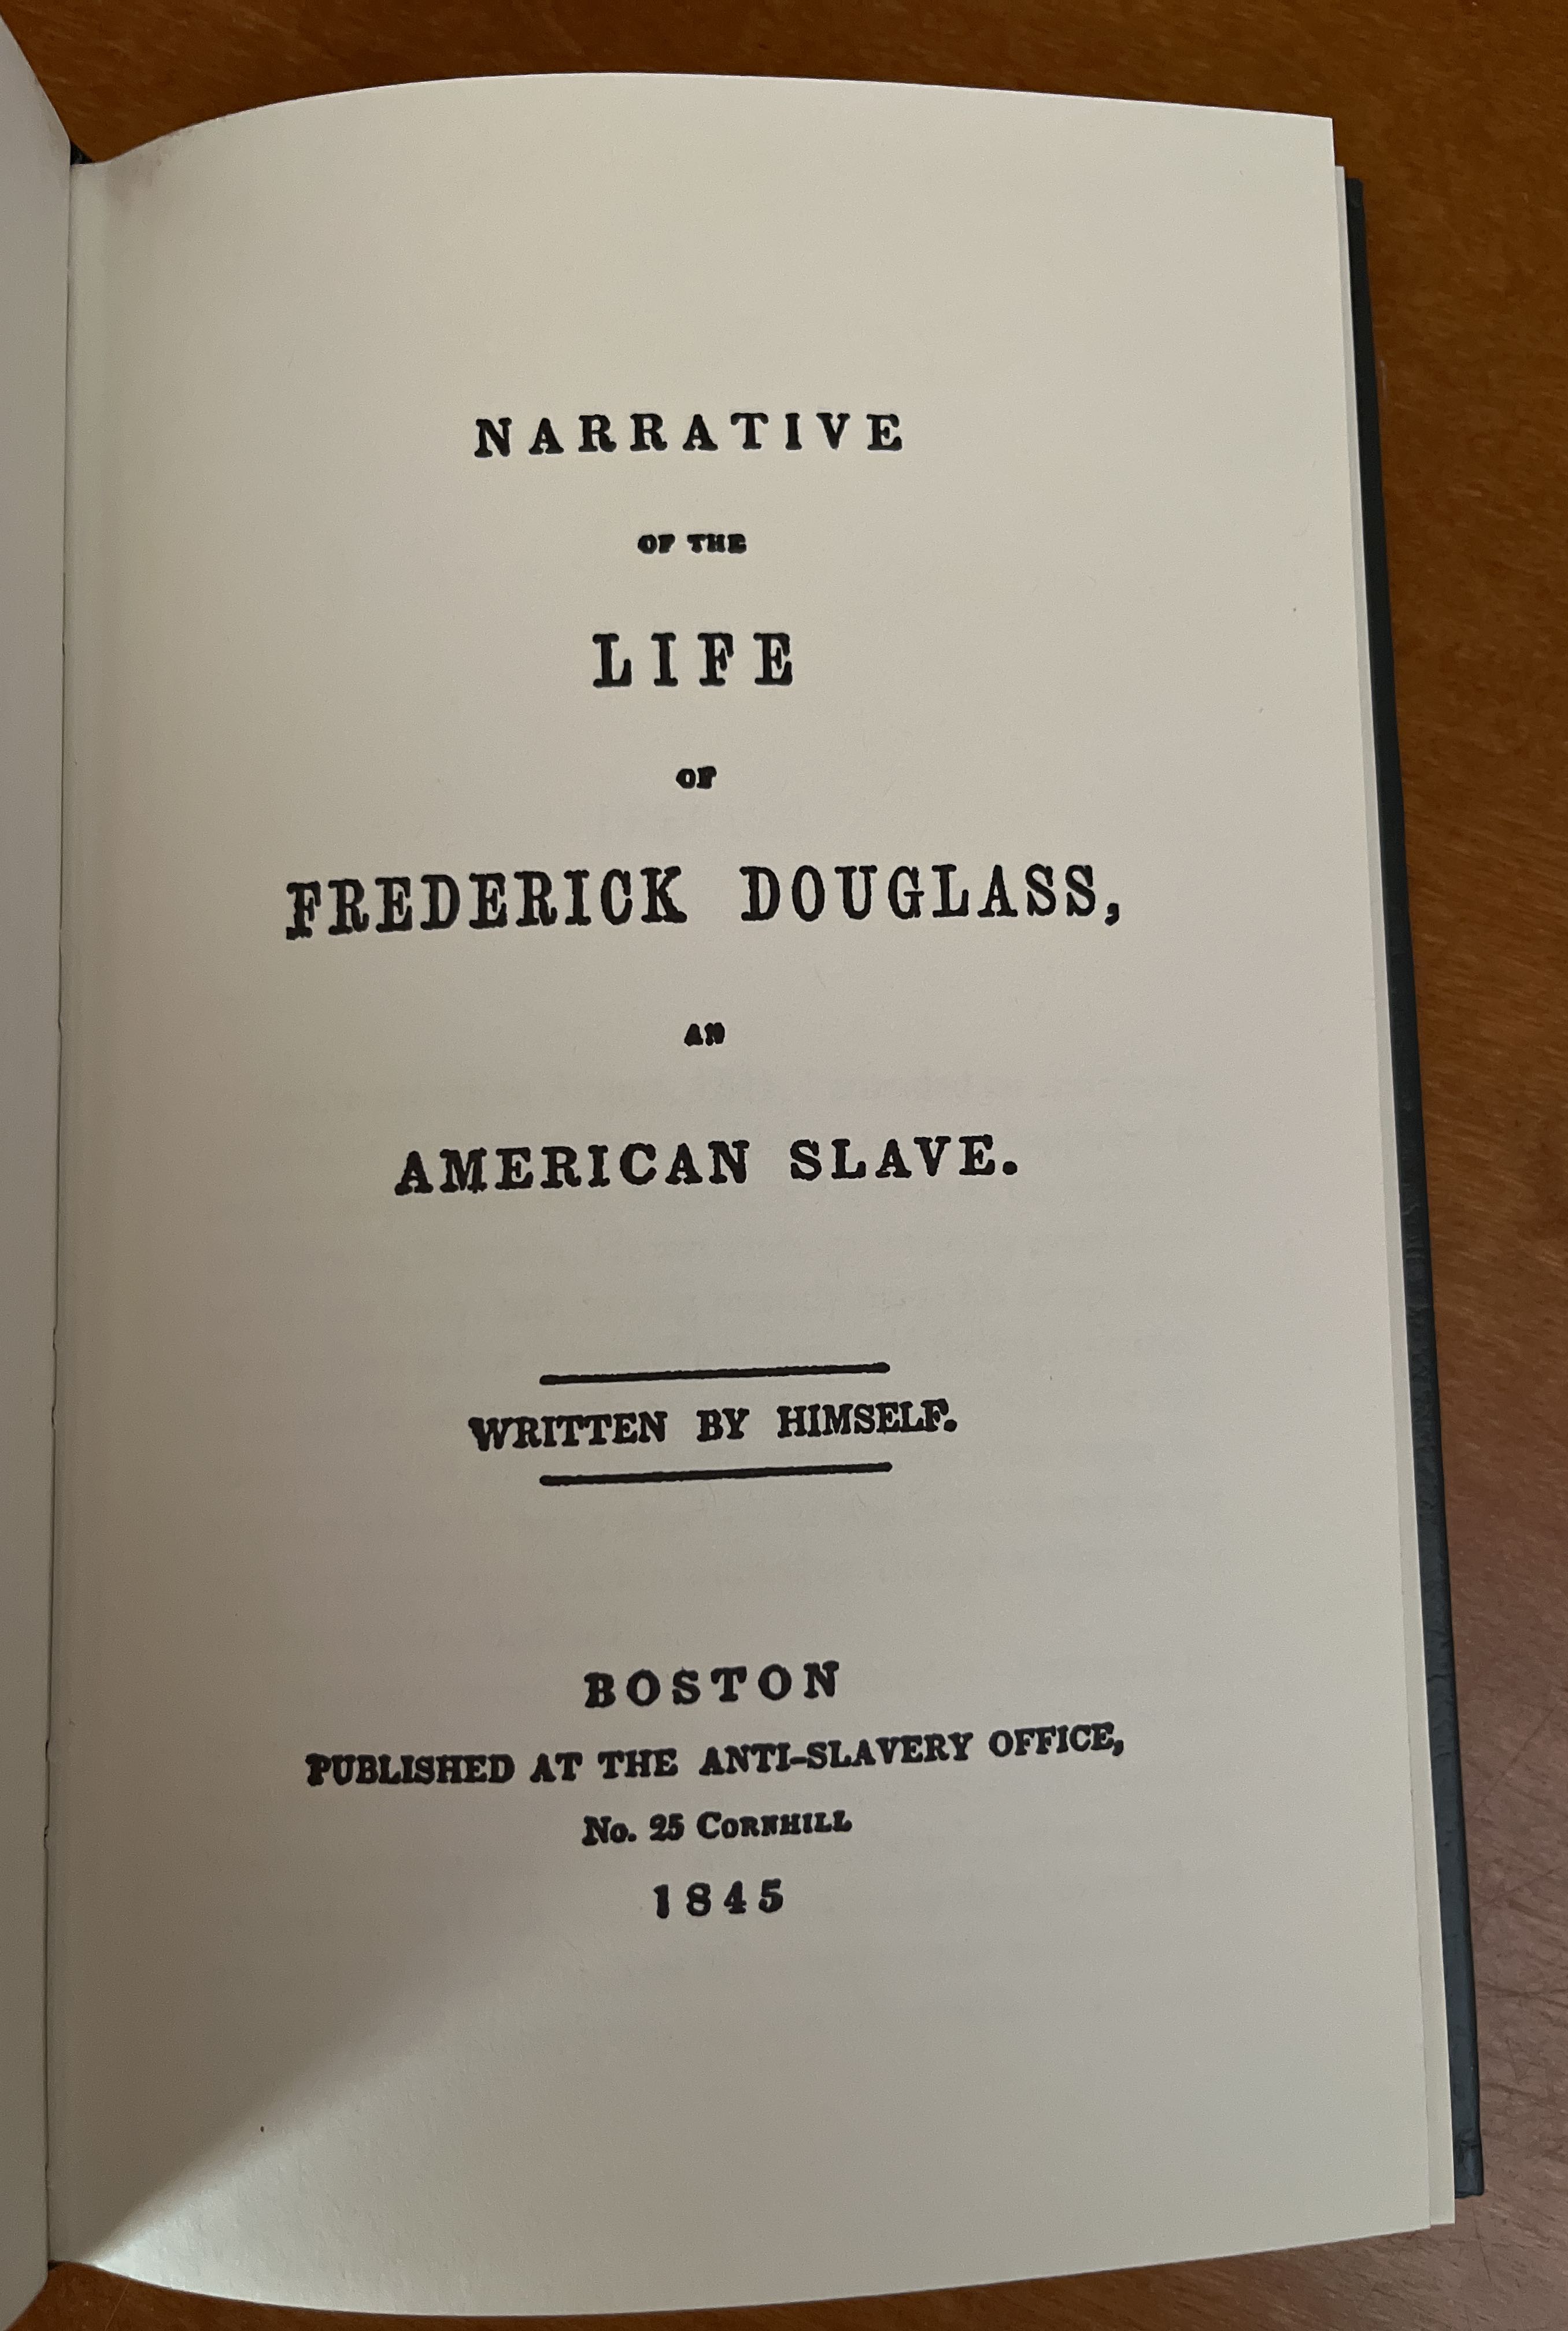 NARRATIVE
OF THE
LIFE
OF
FREDERICK DOUGLASS,
AN
AMERICAN SLAVE.
WRITTEN BY HIMSELF.
BOSTON
PUBLISHED AT THE ANTI-SLAVERY OFFICE,
No. 25 CORNHILL
1845